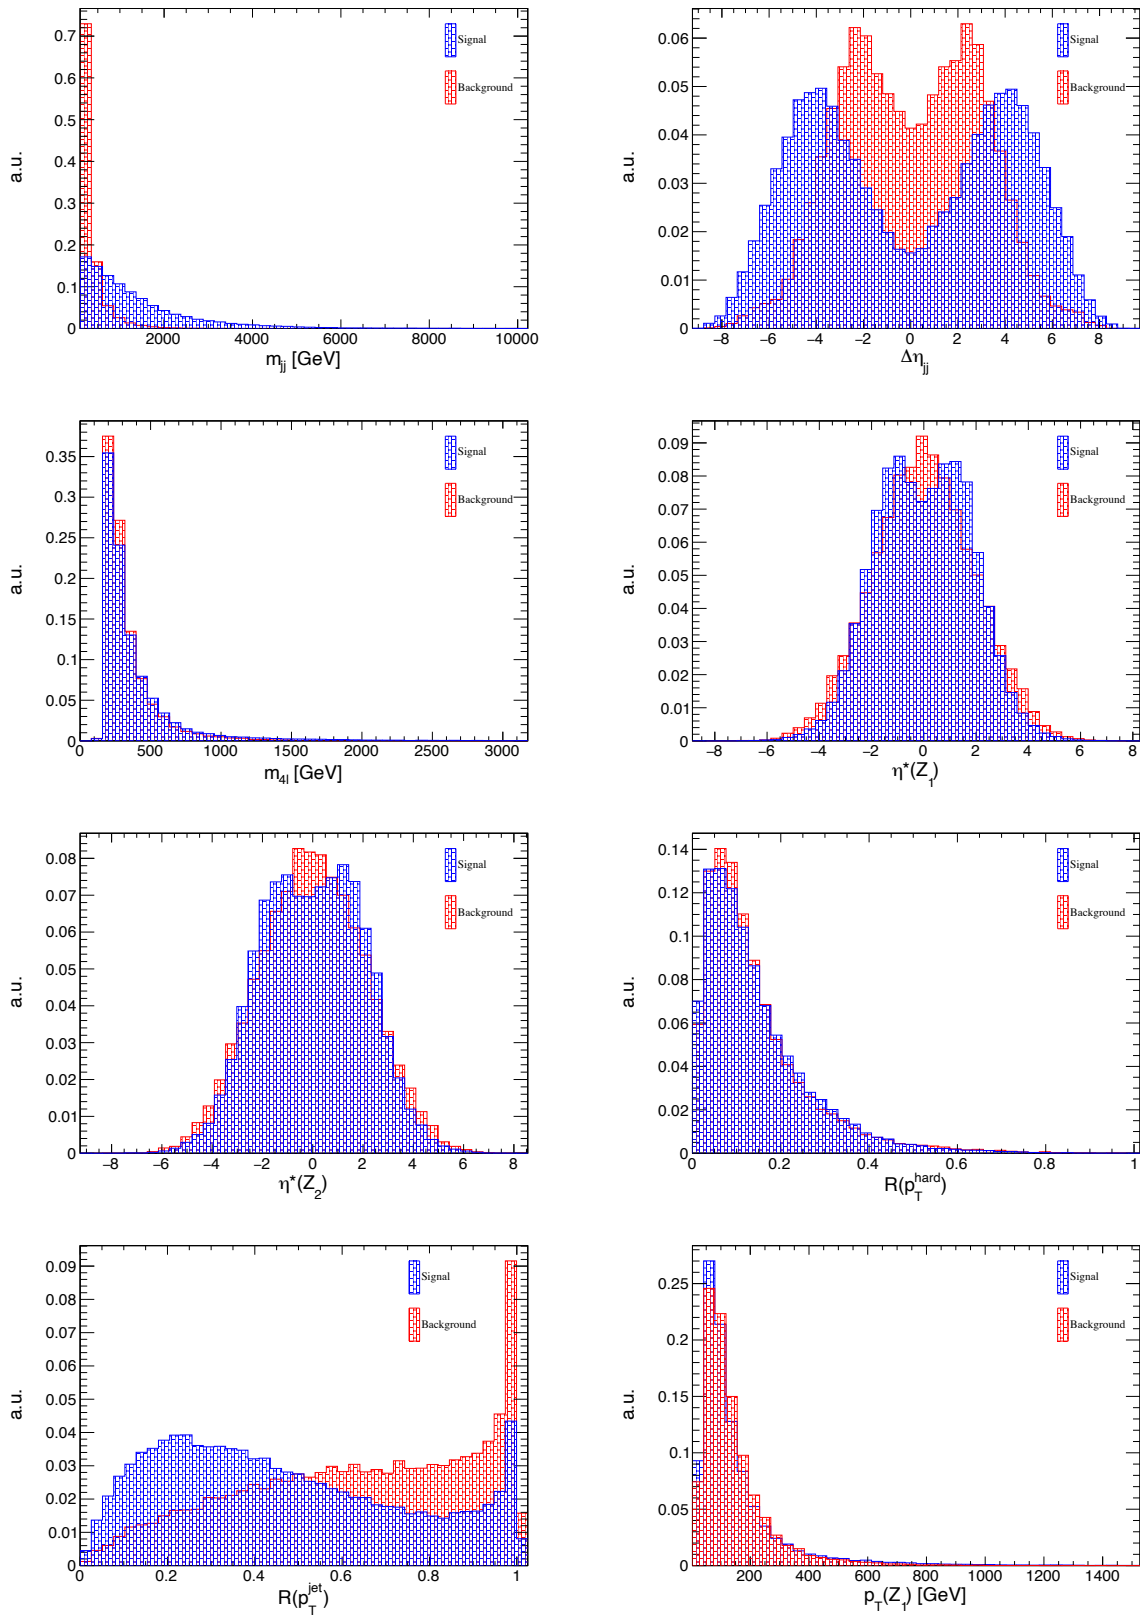 0.7
0.6
0.5
0.4
0.3
0.2
0.1
0
2000 4000 6000 8000 10000
m_jj [GeV]
a.u.
Signal
Background
0.06
0.05
0.04
0.03
0.02
0.01
0
−8 −6 −4 −2 0 2 4 6 8
Δη_jj
a.u.
Signal
Background
0.35
0.3
0.25
0.2
0.15
0.1
0.05
0
500 1000 1500 2000 2500 3000
m_4l [GeV]
a.u.
Signal
Background
0.09
0.08
0.07
0.06
0.05
0.04
0.03
0.02
0.01
0
−8 −6 −4 −2 0 2 4 6 8
η*(Z_1)
a.u.
Signal
Background
0.08
0.07
0.06
0.05
0.04
0.03
0.02
0.01
0
−8 −6 −4 −2 0 2 4 6 8
η*(Z_2)
a.u.
Signal
Background
0.14
0.12
0.1
0.08
0.06
0.04
0.02
0
0 0.2 0.4 0.6 0.8 1
R(p_T^hard)
a.u.
Signal
Background
0.09
0.08
0.07
0.06
0.05
0.04
0.03
0.02
0.01
0
0 0.2 0.4 0.6 0.8 1
R(p_T^jet)
a.u.
Signal
Background
0.25
0.2
0.15
0.1
0.05
0
200 400 600 800 1000 1200 1400
p_T(Z_1) [GeV]
a.u.
Signal
Background